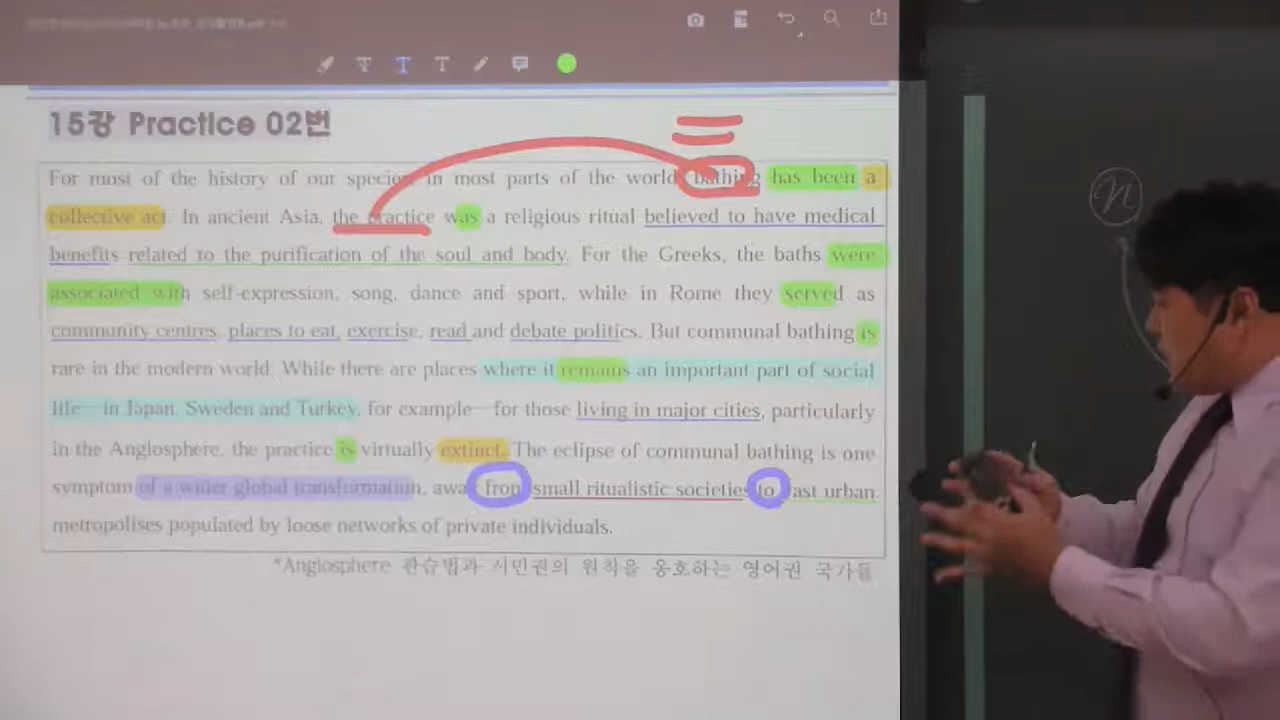 15강 Practice 02번
For most of the history of our species in most parts of the world, bathing has been a
collective act. In ancient Asia, the practice was a religious ritual believed to have medical
benefits related to the purification of the soul and body. For the Greeks, the baths were
associated with self-expression, song, dance and sport, while in Rome they served as
community centres, places to eat, exercise, read and debate politics. But communal bathing is
rare in the modern world. While there are places where it remains an important part of social
life—in Japan, Sweden and Turkey, for example—for those living in major cities, particularly
in the Anglosphere, the practice is virtually extinct. The eclipse of communal bathing is one
symptom of a wider global transformation, away from small ritualistic societies to vast urban
metropolises populated by loose networks of private individuals.
*Anglosphere 관습법과 시민권의 원칙을 옹호하는 영어권 국가들
n